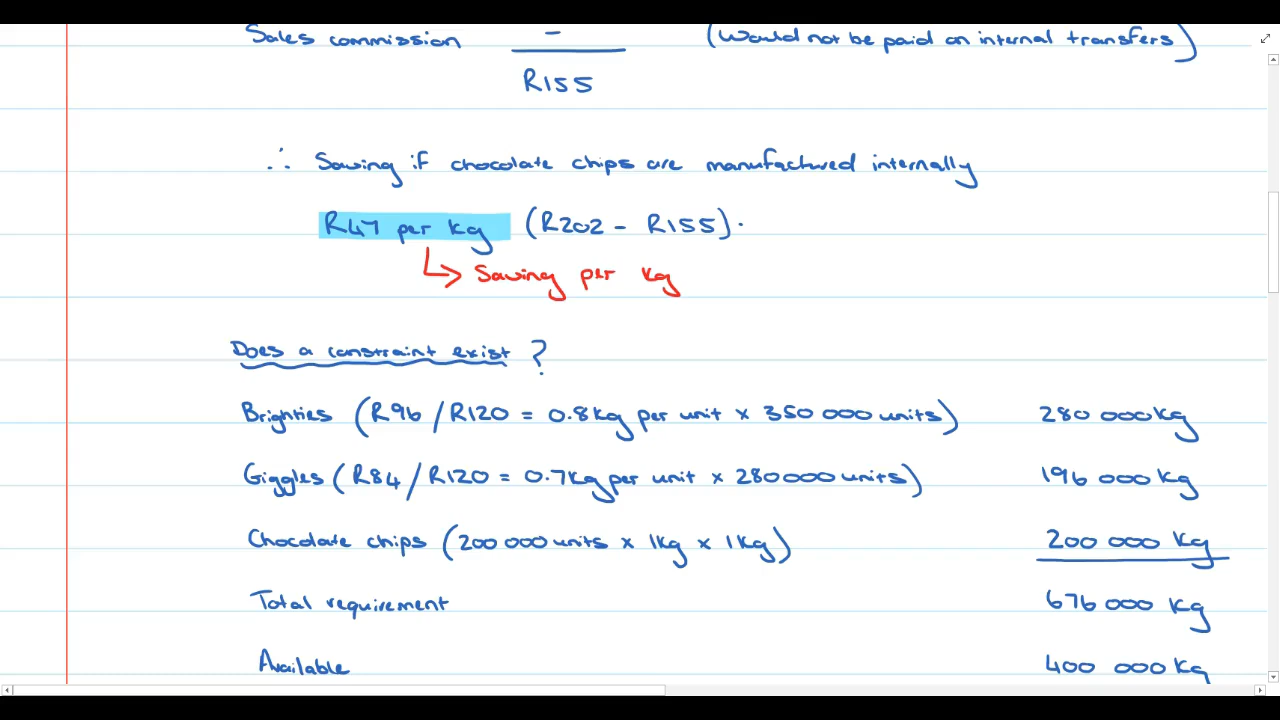 Sales commission - (Would not be paid on internal transfers)
R155
∴ Saving if chocolate chips are manufactured internally
R47 per kg (R202 - R155).
↳ Saving per kg
Does a constraint exist?
Brighties (R96/R120 = 0.8kg per unit × 350 000 units) 280 000kg
Giggles (R84/R120 = 0.7kg per unit × 280000 units) 196 000kg
Chocolate chips (200 000 units × 1kg × 1kg) 200 000 kg
Total requirement 676 000 kg
Available 400 000 kg